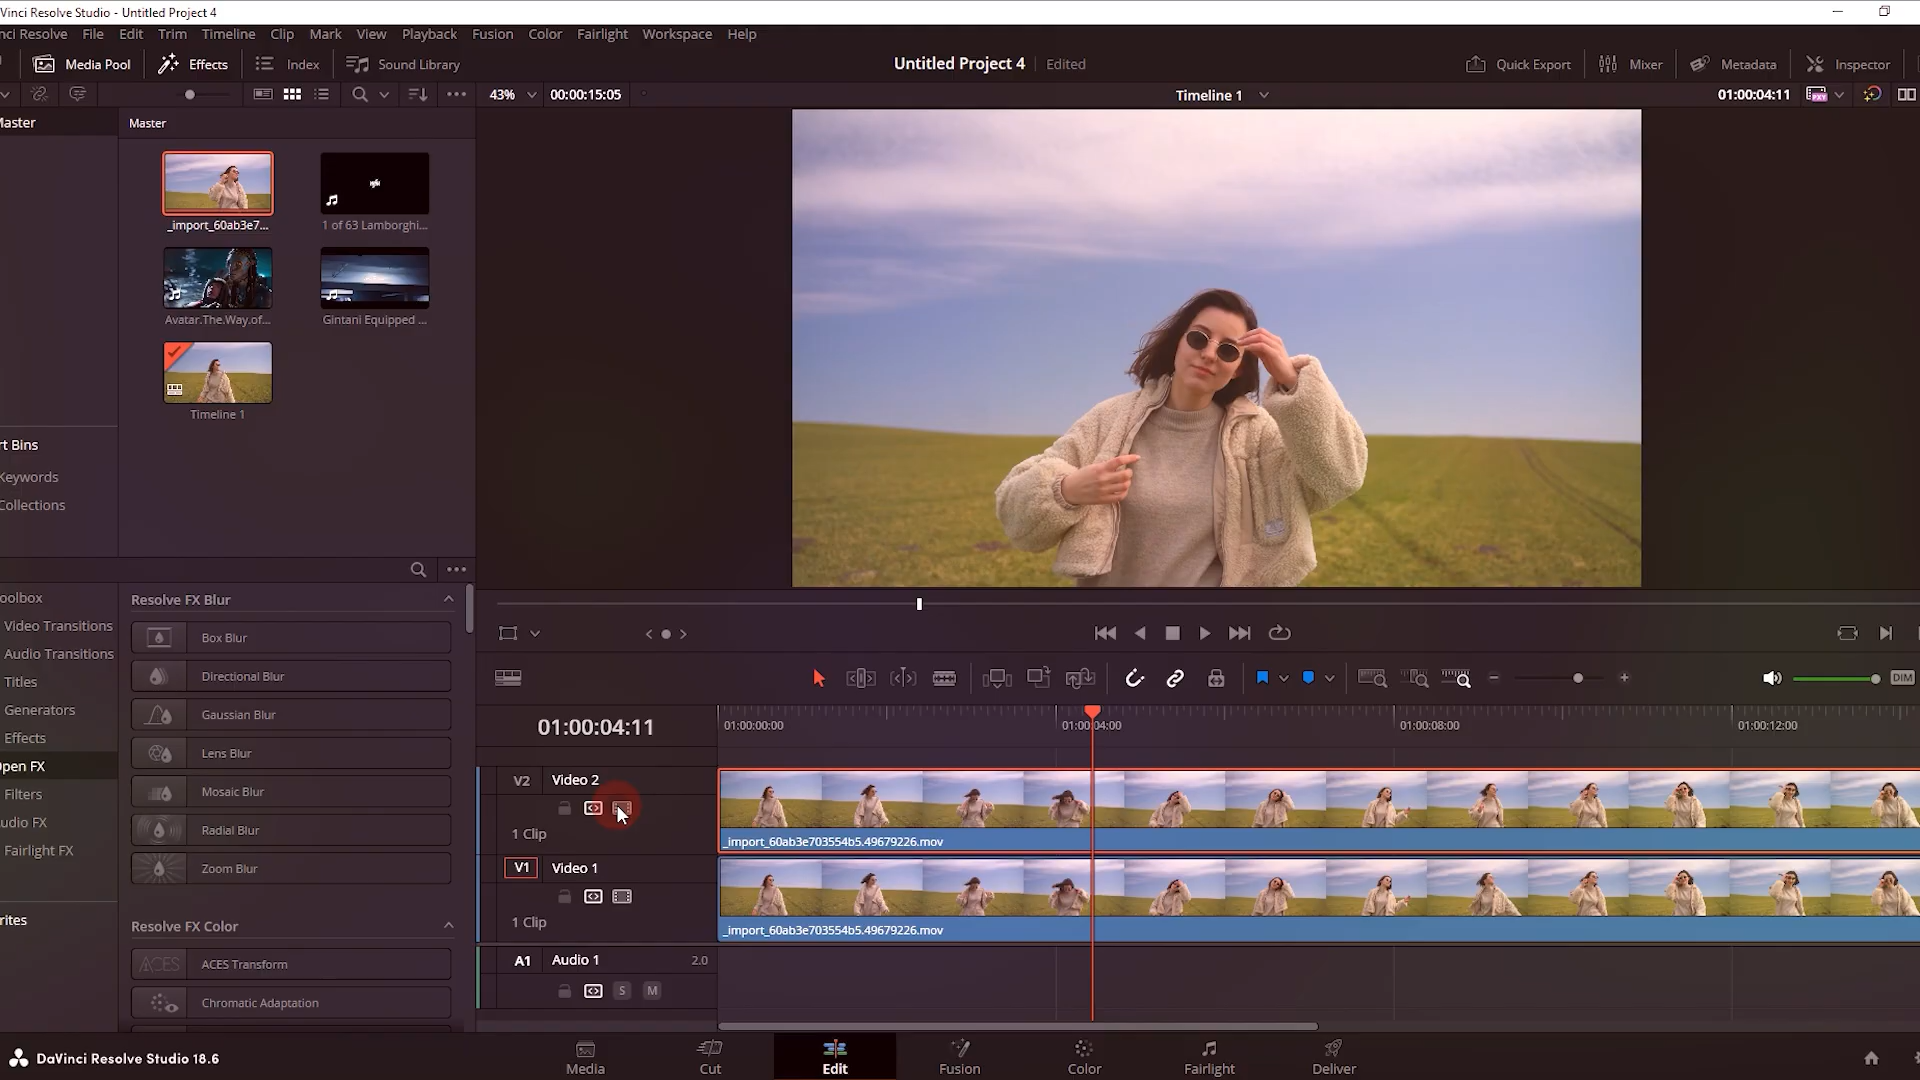 Vinci Resolve Studio - Untitled Project 4
nci Resolve File Edit Trim Timeline Clip Mark View Playback Fusion Color Fairlight Workspace Help
Media Pool Effects Index Sound Library Untitled Project 4 Edited Quick Export Mixer Metadata Inspector
43% 00:00:15:05 Timeline 1 01:00:04:11 PXY
aster Master
_import_60ab3e7... 1 of 63 Lamborghi...
Avatar.The.Way.of... Gintani Equipped ...
Timeline 1
rt Bins
Keywords
Collections
oolbox
Video Transitions
Audio Transitions
Titles
Generators
Effects
pen FX
Filters
udio FX
Fairlight FX
rites
Resolve FX Blur
Box Blur
Directional Blur
Gaussian Blur
Lens Blur
Mosaic Blur
Radial Blur
Zoom Blur
Resolve FX Color
ACES ACES Transform
Chromatic Adaptation
DIM
01:00:04:11 01:00:00:00 01:00:04:00 01:00:08:00 01:00:12:00
V2 Video 2
1 Clip
_import_60ab3e703554b5.49679226.mov
V1 Video 1
1 Clip
_import_60ab3e703554b5.49679226.mov
A1 Audio 1 2.0
S M
DaVinci Resolve Studio 18.6
Media Cut Edit Fusion Color Fairlight Deliver